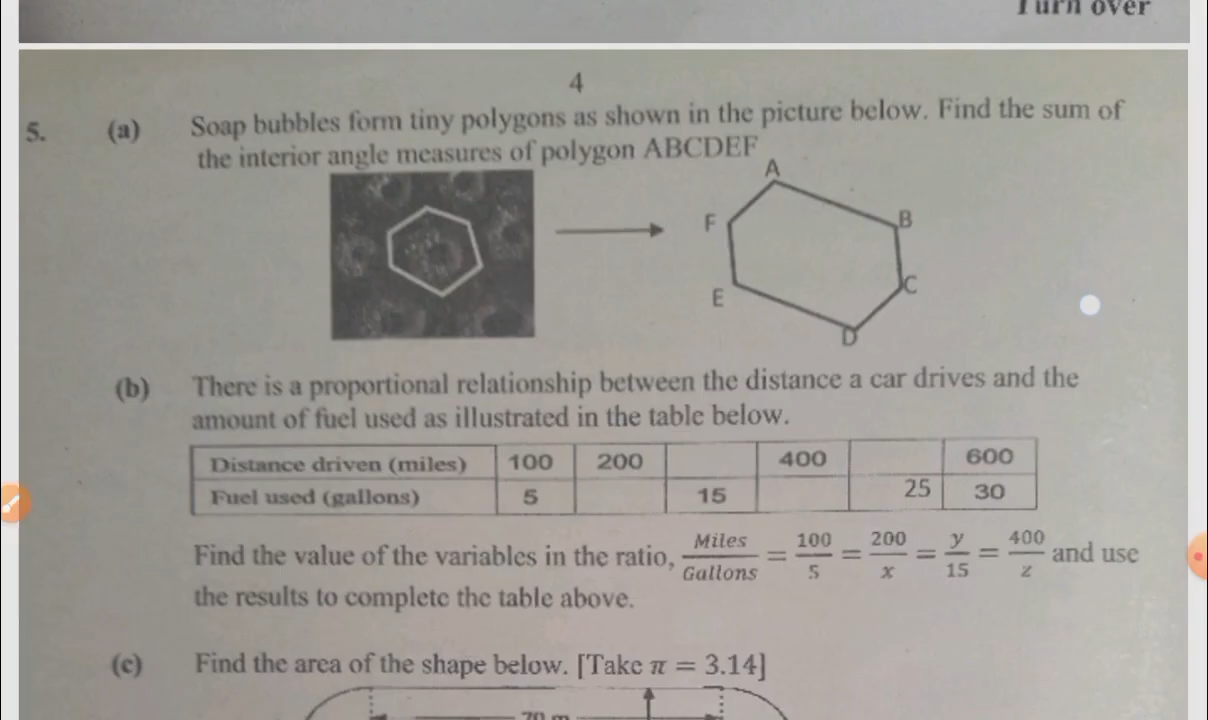 Turn over
4
5. (a) Soap bubbles form tiny polygons as shown in the picture below. Find the sum of
the interior angle measures of polygon ABCDEF
A
F B
E C
D
(b) There is a proportional relationship between the distance a car drives and the
amount of fuel used as illustrated in the table below.
Distance driven (miles) 100 200 400 600
Fuel used (gallons) 5 15 25 30
Find the value of the variables in the ratio, Miles/Gallons = 100/5 = 200/x = y/15 = 400/z and use
the results to complete the table above.
(c) Find the area of the shape below. [Take π = 3.14]
70 m